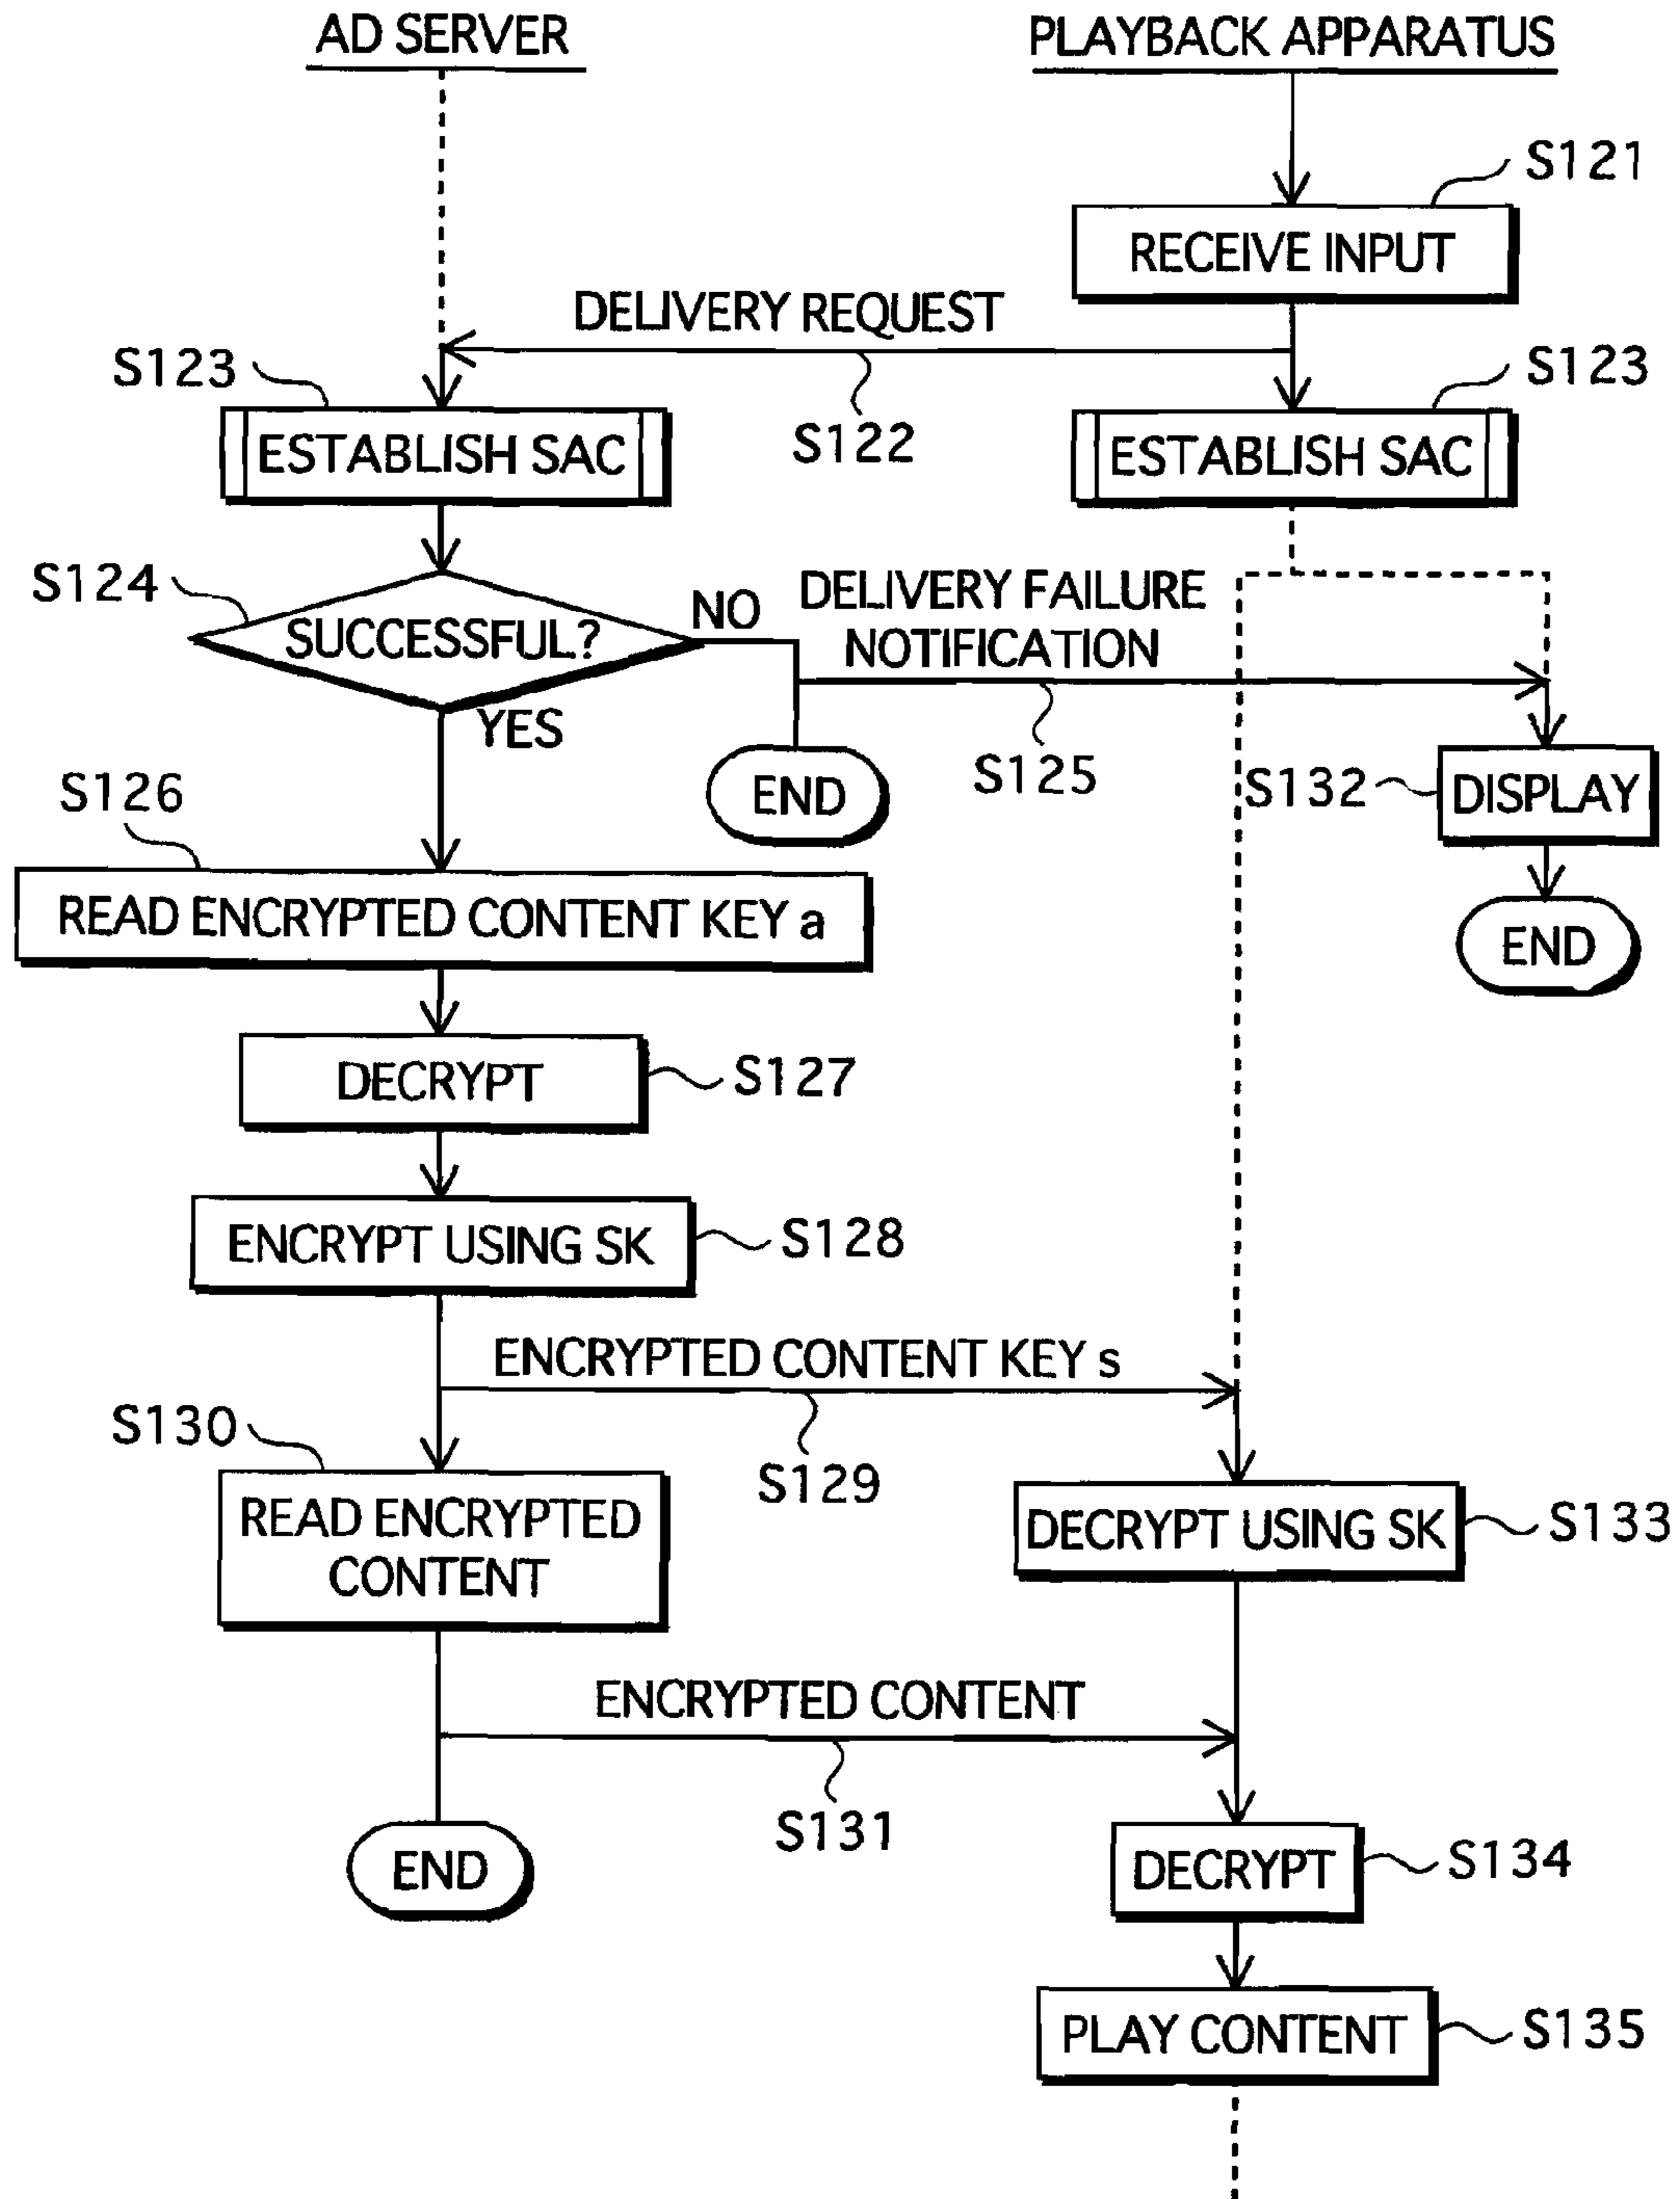 AD SERVER
PLAYBACK APPARATUS
S121
RECEIVE INPUT
DELIVERY REQUEST
S122
S123
ESTABLISH SAC
S123
ESTABLISH SAC
S124
SUCCESSFUL?
NO
YES
DELIVERY FAILURE
NOTIFICATION
S125
END
S132
DISPLAY
END
S126
READ ENCRYPTED CONTENT KEY a
DECRYPT
S127
ENCRYPT USING SK
S128
ENCRYPTED CONTENT KEY s
S129
S130
READ ENCRYPTED
CONTENT
DECRYPT USING SK
S133
ENCRYPTED CONTENT
S131
END
DECRYPT
S134
PLAY CONTENT
S135